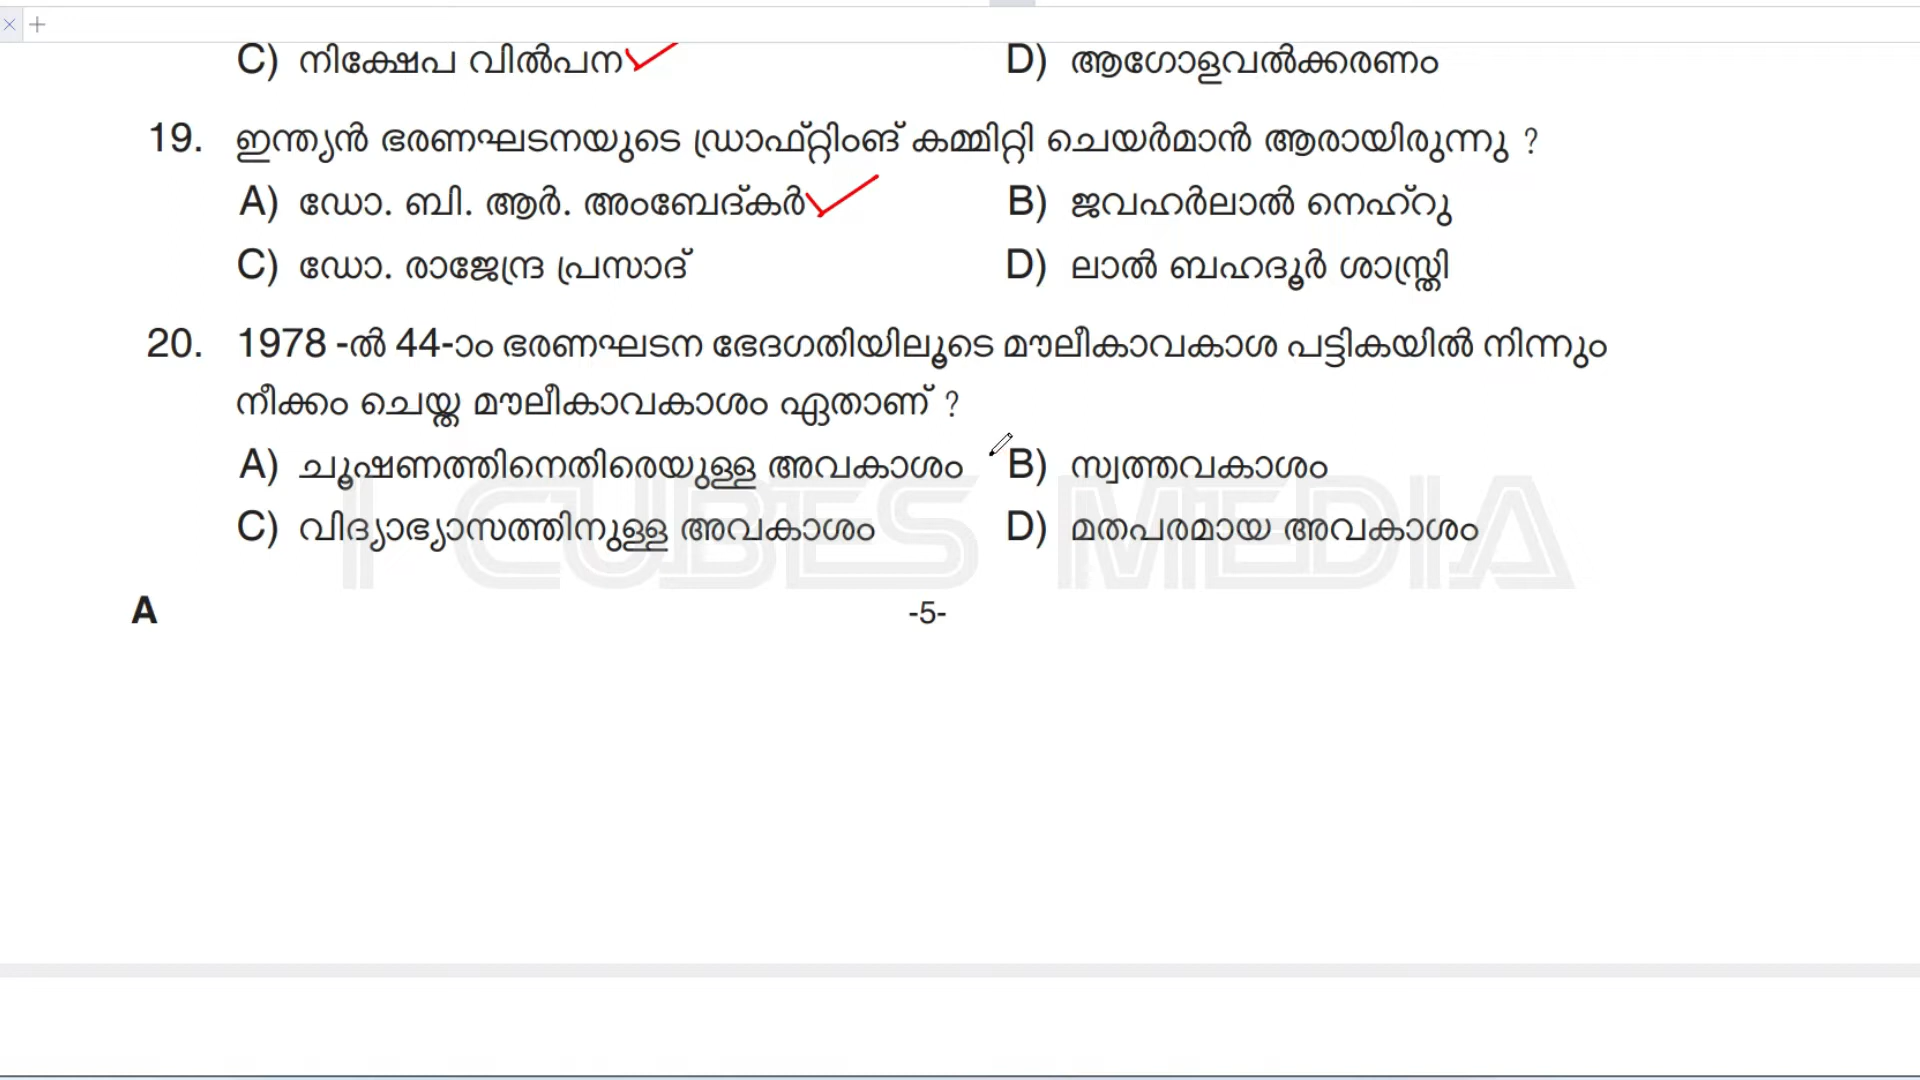 C) നിക്ഷേപ വിൽപന D) ആഗോളവൽക്കരണം
19. ഇന്ത്യൻ ഭരണഘടനയുടെ ഡ്രാഫ്റ്റിംങ് കമ്മിറ്റി ചെയർമാൻ ആരായിരുന്നു ?
A) ഡോ. ബി. ആർ. അംബേദ്കർ B) ജവഹർലാൽ നെഹ്റു
C) ഡോ. രാജേന്ദ്ര പ്രസാദ് D) ലാൽ ബഹദൂർ ശാസ്ത്രി
20. 1978 -ൽ 44-ാം ഭരണഘടന ഭേദഗതിയിലൂടെ മൗലീകാവകാശ പട്ടികയിൽ നിന്നും
നീക്കം ചെയ്ത മൗലീകാവകാശം ഏതാണ് ?
A) ചൂഷണത്തിനെതിരെയുള്ള അവകാശം B) സ്വത്തവകാശം
C) വിദ്യാഭ്യാസത്തിനുള്ള അവകാശം D) മതപരമായ അവകാശം
I CUBES MEDIA
A -5-